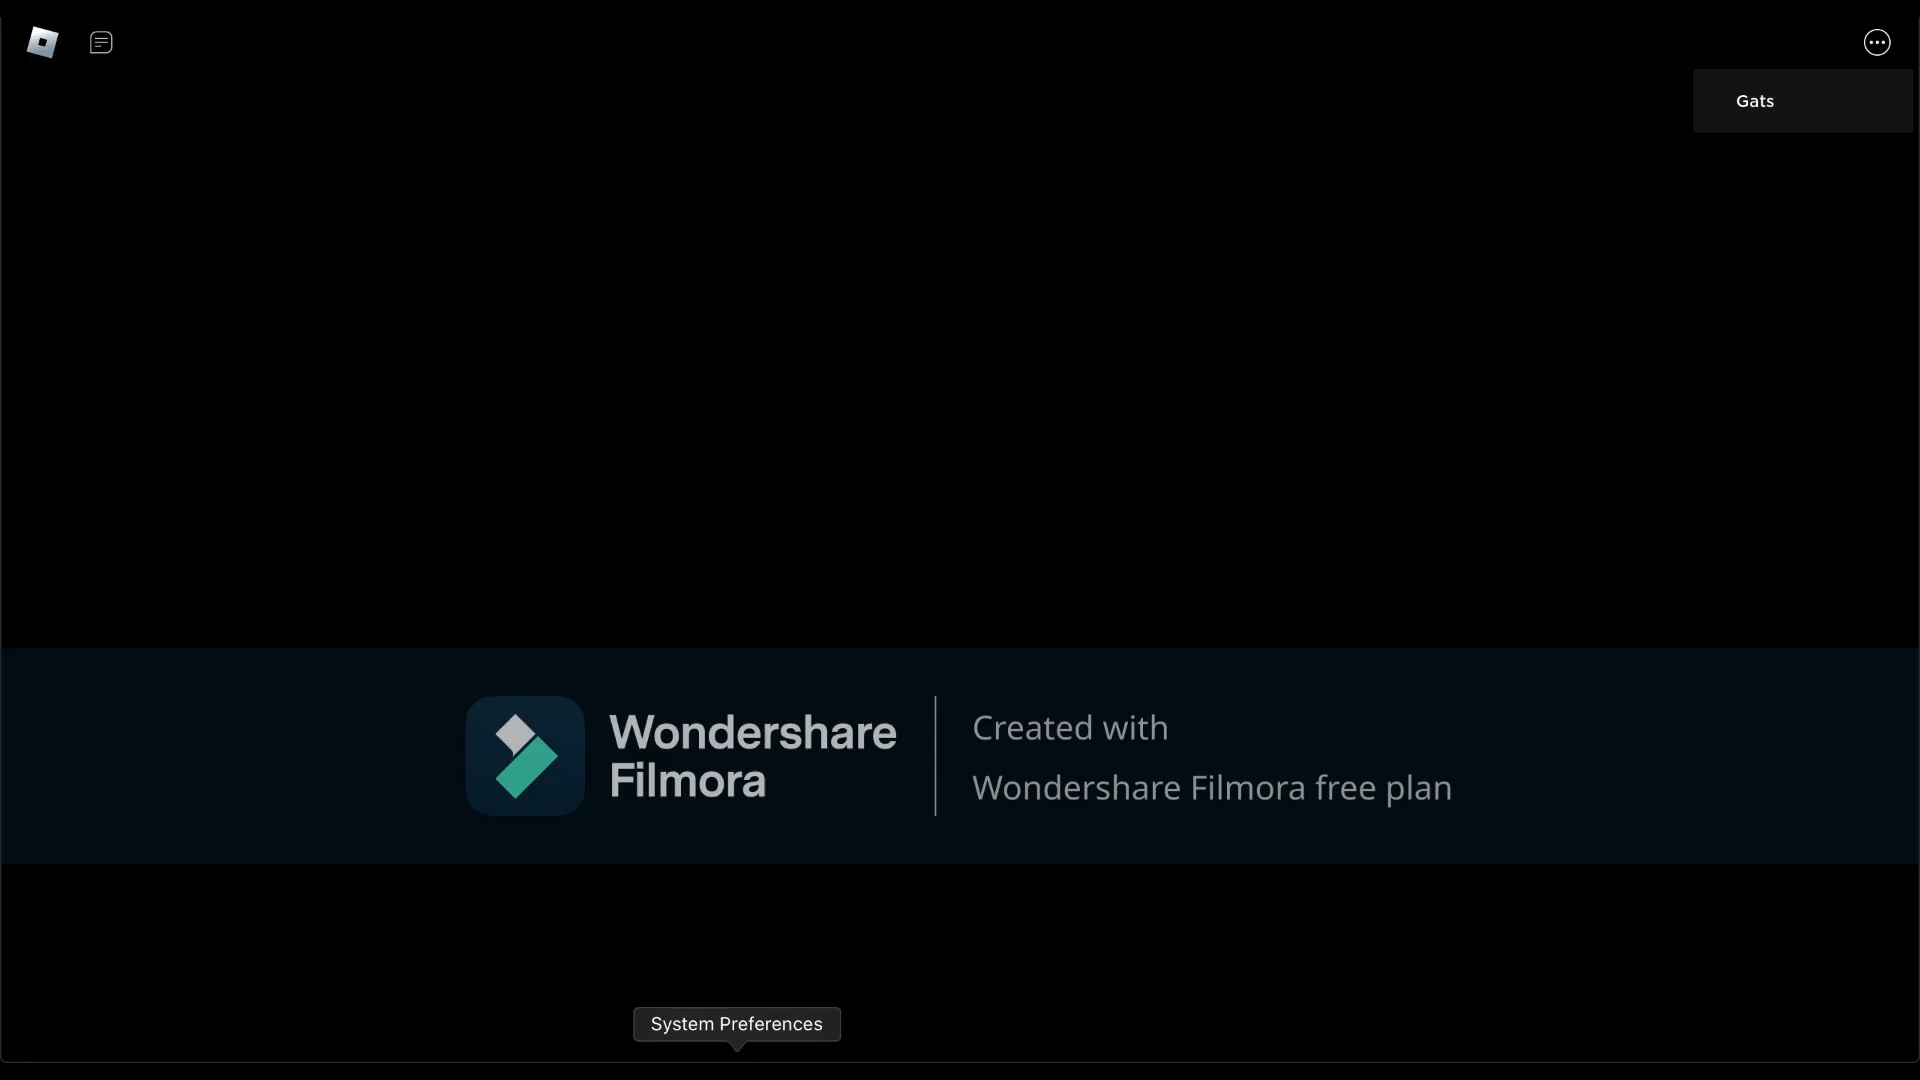 Gats
Wondershare
Filmora
Created with
Wondershare Filmora free plan
System Preferences